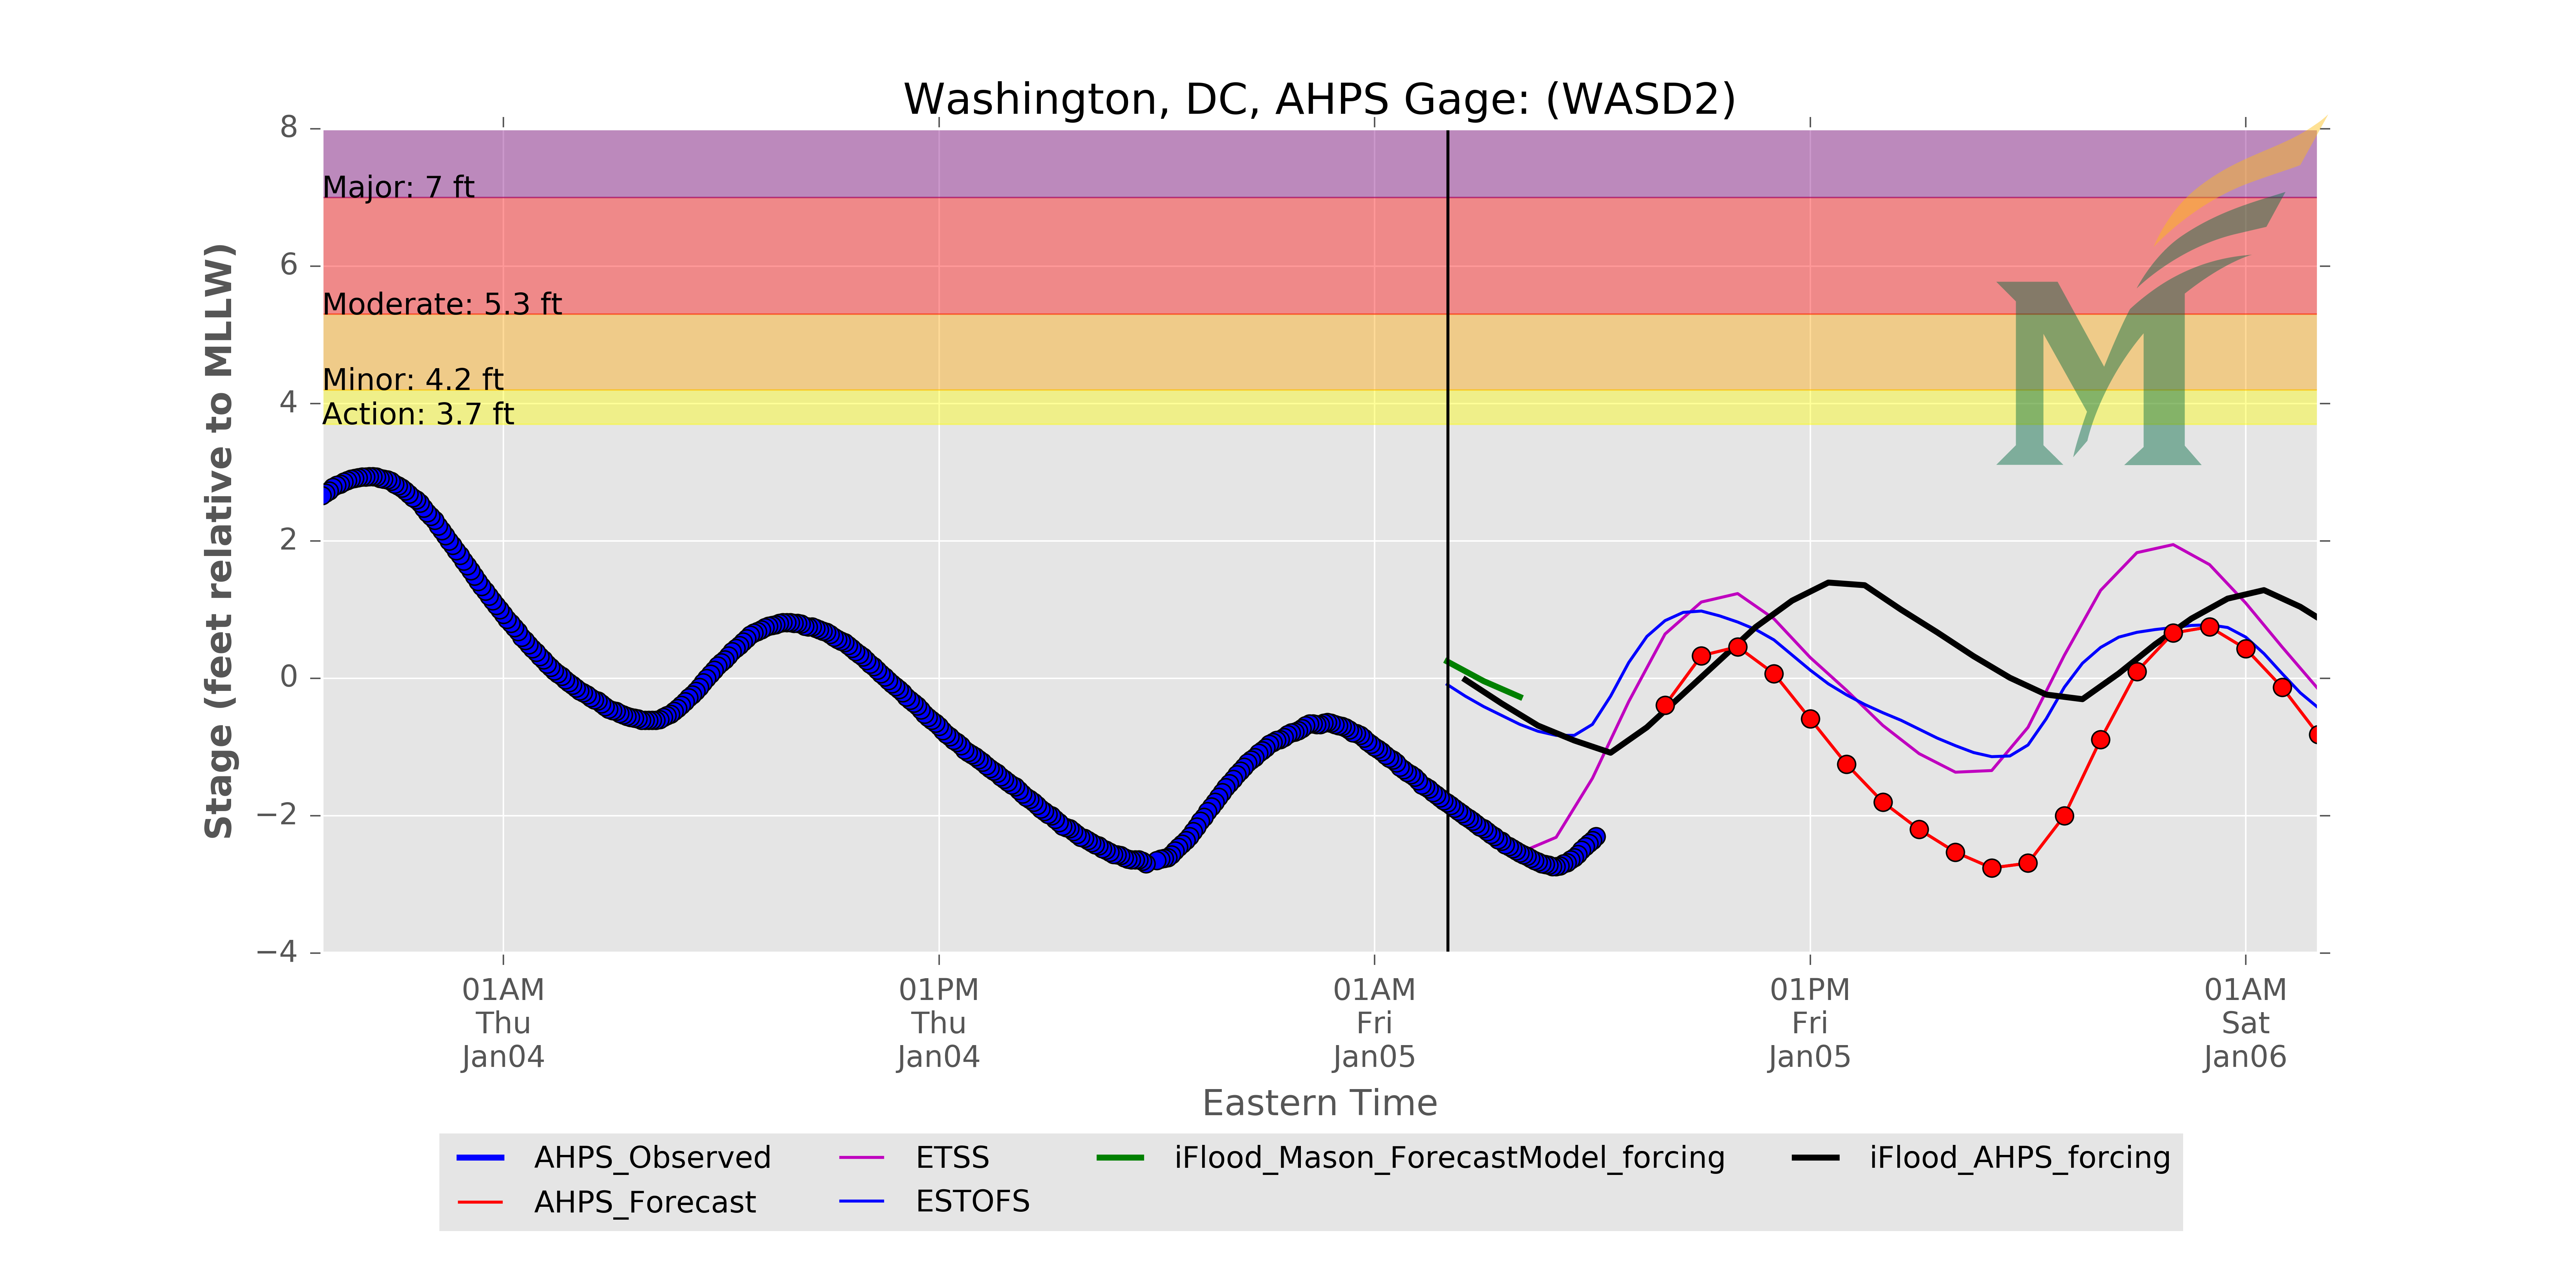 Washington, DC, AHPS Gage: (WASD2)
8
Major: 7 ft
6
Moderate: 5.3 ft
Minor: 4.2 ft
4
Action: 3.7 ft
2
0
−2
−4
Stage (feet relative to MLLW)
M
01AM 01PM 01AM 01PM 01AM
Thu Thu Fri Fri Sat
Jan04 Jan04 Jan05 Jan05 Jan06
Eastern Time
AHPS_Observed ETSS iFlood_Mason_ForecastModel_forcing iFlood_AHPS_forcing
AHPS_Forecast ESTOFS